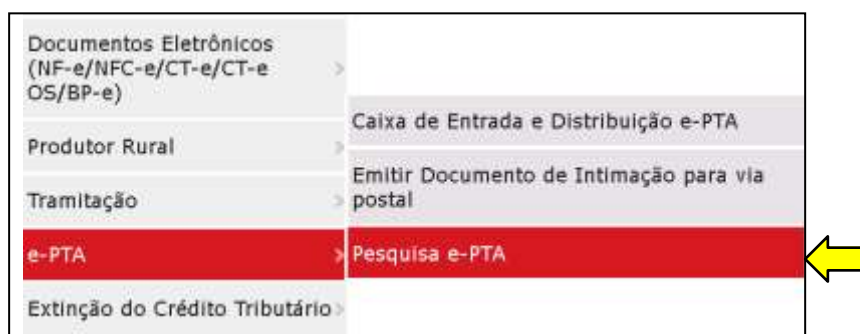 Documentos Eletrônicos
(NF-e/NFC-e/CT-e/CT-e
OS/BP-e)
Produtor Rural
Tramitação
e-PTA
Extinção do Crédito Tributário
Caixa de Entrada e Distribuição e-PTA
Emitir Documento de Intimação para via
postal
Pesquisa e-PTA